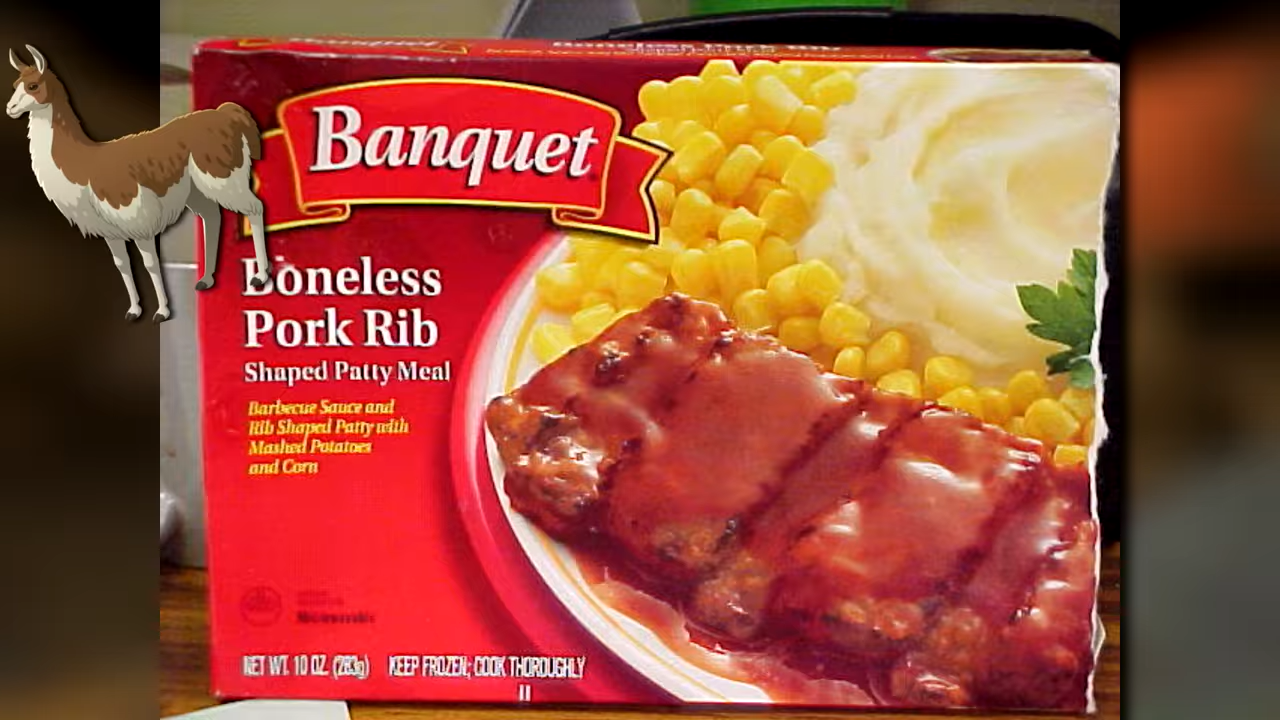 Banquet
Boneless
Pork Rib
Shaped Patty Meal
Barbecue Sauce and
Rib Shaped Patty with
Mashed Potatoes
and Corn
NET WT. 10 OZ. (283g) KEEP FROZEN; COOK THOROUGHLY